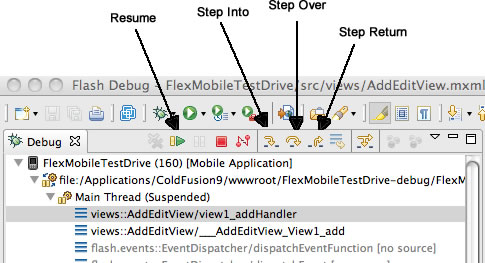 Resume
Step Into
Step Over
Step Return
Flash Debug - FlexMobileTestDrive/src/views/AddEditView.mxml
Debug
FlexMobileTestDrive (160) [Mobile Application]
file:/Applications/ColdFusion9/wwwroot/FlexMobileTestDrive-debug/FlexM
Main Thread (Suspended)
views::AddEditView/view1_addHandler
views::AddEditView/___AddEditView_View1_add
flash.events::EventDispatcher/dispatchEventFunction [no source]